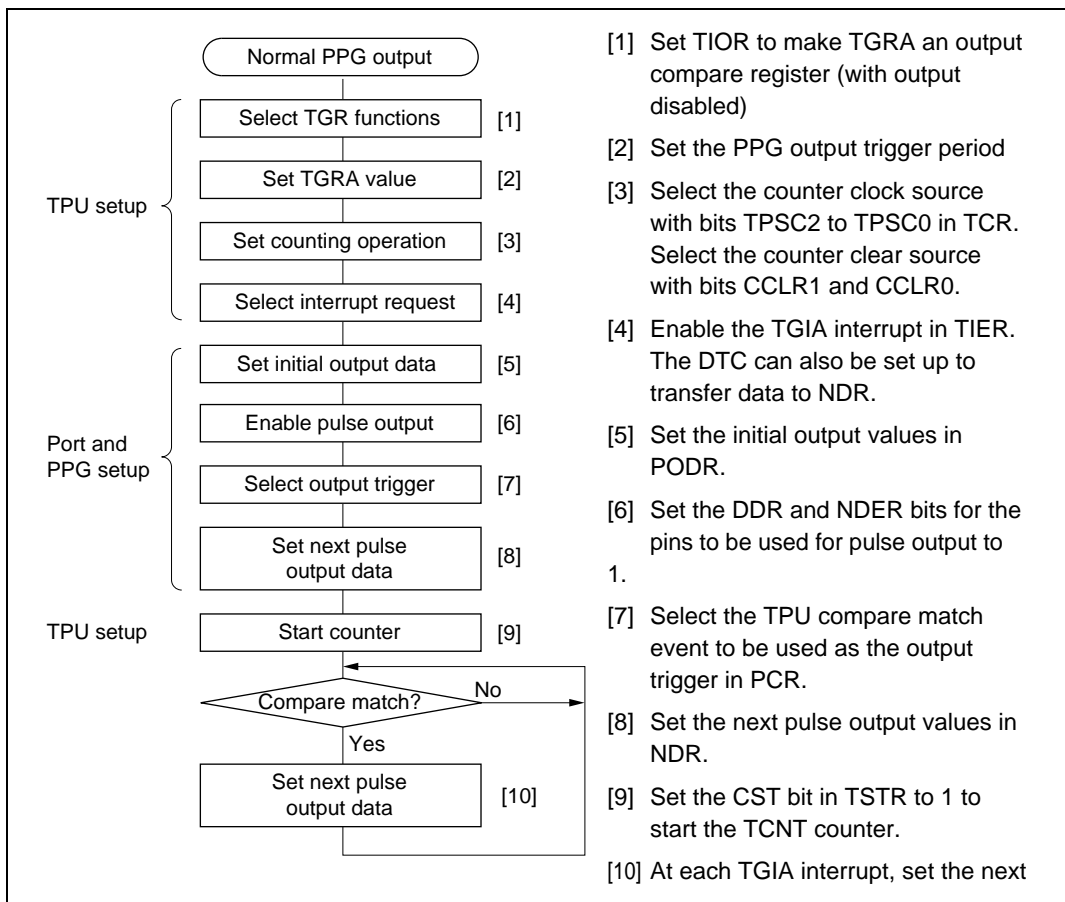 Normal PPG output
Select TGR functions [1]
Set TGRA value [2]
TPU setup
Set counting operation [3]
Select interrupt request [4]
Set initial output data [5]
Enable pulse output [6]
Port and
PPG setup
Select output trigger [7]
Set next pulse
output data [8]
TPU setup
Start counter [9]
Compare match?
No
Yes
Set next pulse
output data [10]
[1] Set TIOR to make TGRA an output
compare register (with output
disabled)
[2] Set the PPG output trigger period
[3] Select the counter clock source
with bits TPSC2 to TPSC0 in TCR.
Select the counter clear source
with bits CCLR1 and CCLR0.
[4] Enable the TGIA interrupt in TIER.
The DTC can also be set up to
transfer data to NDR.
[5] Set the initial output values in
PODR.
[6] Set the DDR and NDER bits for the
pins to be used for pulse output to
1.
[7] Select the TPU compare match
event to be used as the output
trigger in PCR.
[8] Set the next pulse output values in
NDR.
[9] Set the CST bit in TSTR to 1 to
start the TCNT counter.
[10] At each TGIA interrupt, set the next